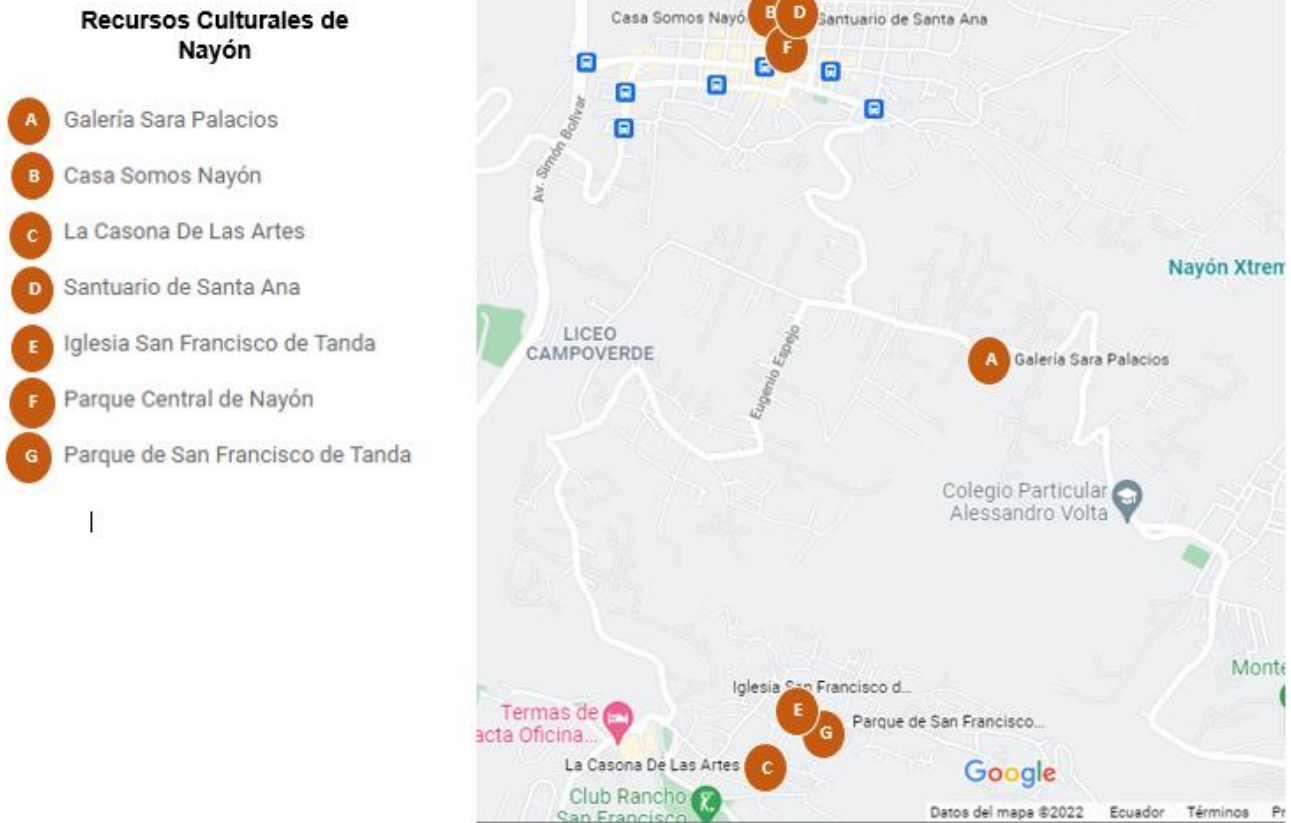 Recursos Culturales de
Nayón
A Galería Sara Palacios
B Casa Somos Nayón
C La Casona De Las Artes
D Santuario de Santa Ana
E Iglesia San Francisco de Tanda
F Parque Central de Nayón
G Parque de San Francisco de Tanda
Casa Somos Nayó
B
D
Santuario de Santa Ana
F
Av. Simón Bolívar
Nayón Xtrem
LICEO
CAMPOVERDE
Eugenio Espejo
A Galería Sara Palacios
Colegio Particular
Alessandro Volta
Iglesia San Francisco d...
E
Monte
Termas de
acta Oficina...
G
Parque de San Francisco...
La Casona De Las Artes C
Google
Club Rancho
San Francisco
Datos del mapa ©2022 Ecuador Términos Pr